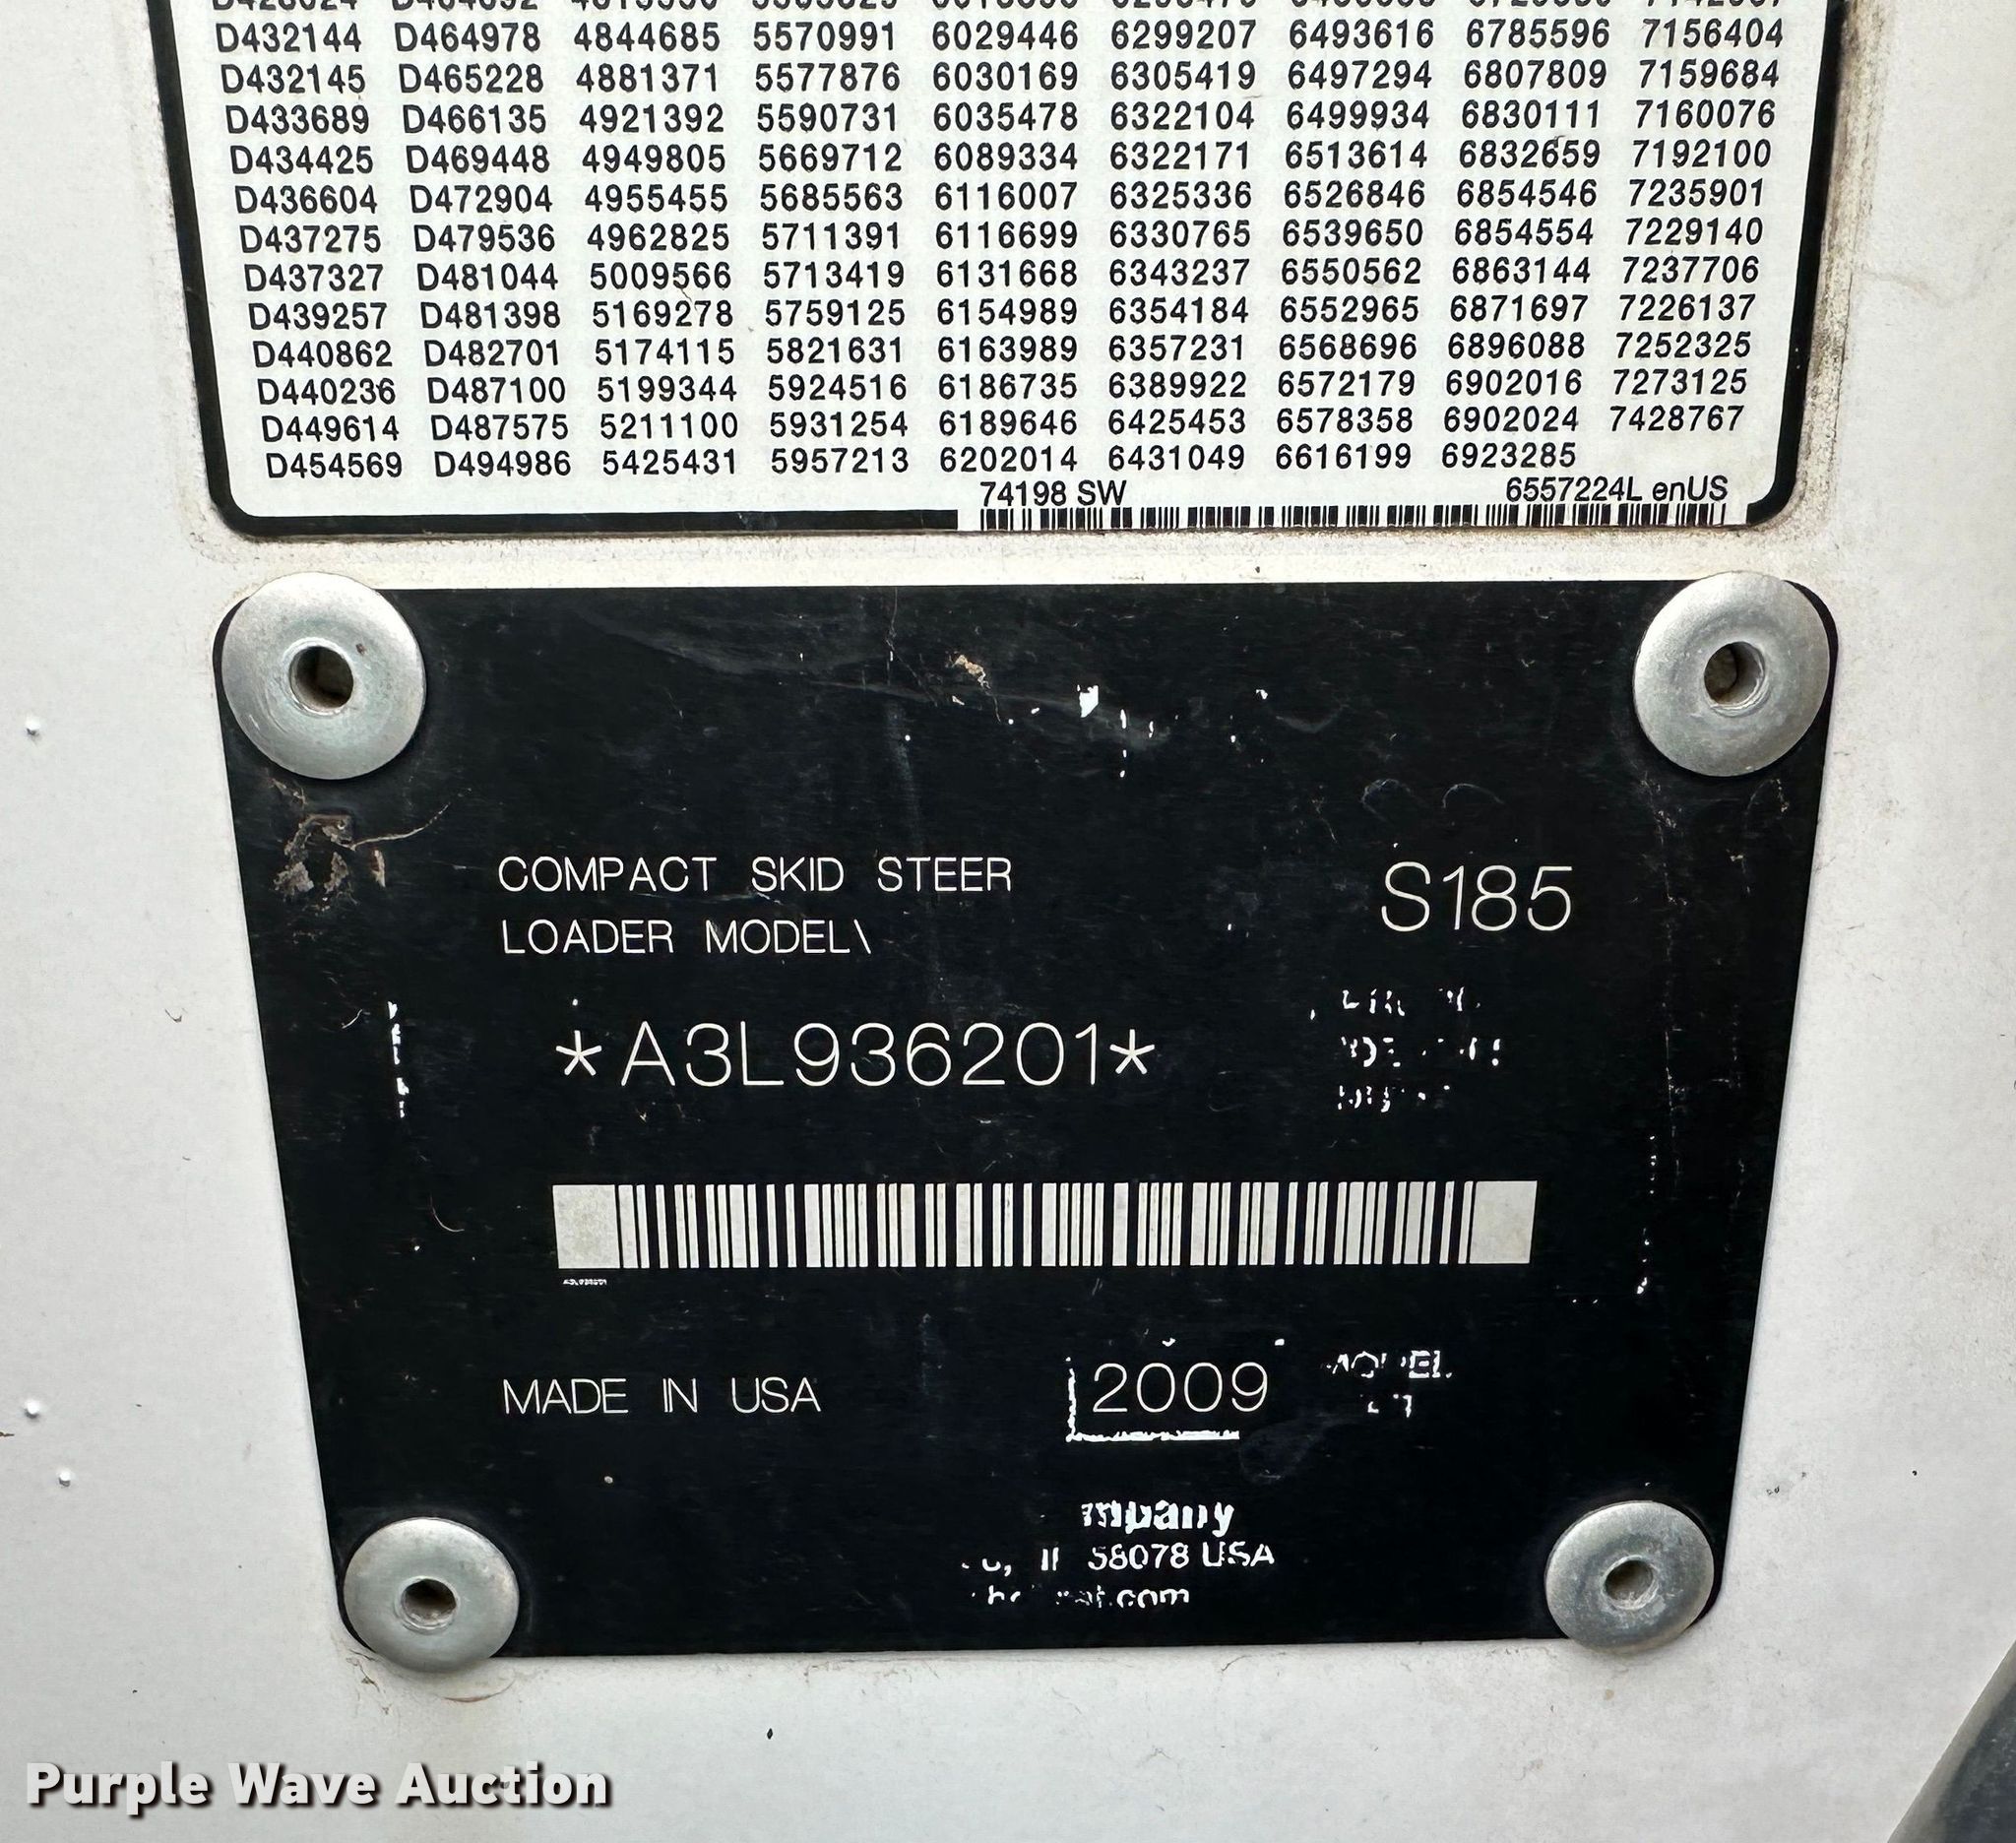 D432144 D464978 4844685 5570991 6029446 6299207 6493616 6785596 7156404
D432145 D465228 4881371 5577876 6030169 6305419 6497294 6807809 7159684
D433689 D466135 4921392 5590731 6035478 6322104 6499934 6830111 7160076
D434425 D469448 4949805 5669712 6089334 6322171 6513614 6832659 7192100
D436604 D472904 4955455 5685563 6116007 6325336 6526846 6854546 7235901
D437275 D479536 4962825 5711391 6116699 6330765 6539650 6854554 7229140
D437327 D481044 5009566 5713419 6131668 6343237 6550562 6863144 7237706
D439257 D481398 5169278 5759125 6154989 6354184 6552965 6871697 7226137
D440862 D482701 5174115 5821631 6163989 6357231 6568696 6896088 7252325
D440236 D487100 5199344 5924516 6186735 6389922 6572179 6902016 7273125
D449614 D487575 5211100 5931254 6189646 6425453 6578358 6902024 7428767
D454569 D494986 5425431 5957213 6202014 6431049 6616199 6923285
74198 SW 6557224L enUS
COMPACT SKID STEER S185
LOADER MODEL\
*A3L936201*
MADE IN USA 2009
58078 USA
Purple Wave Auction